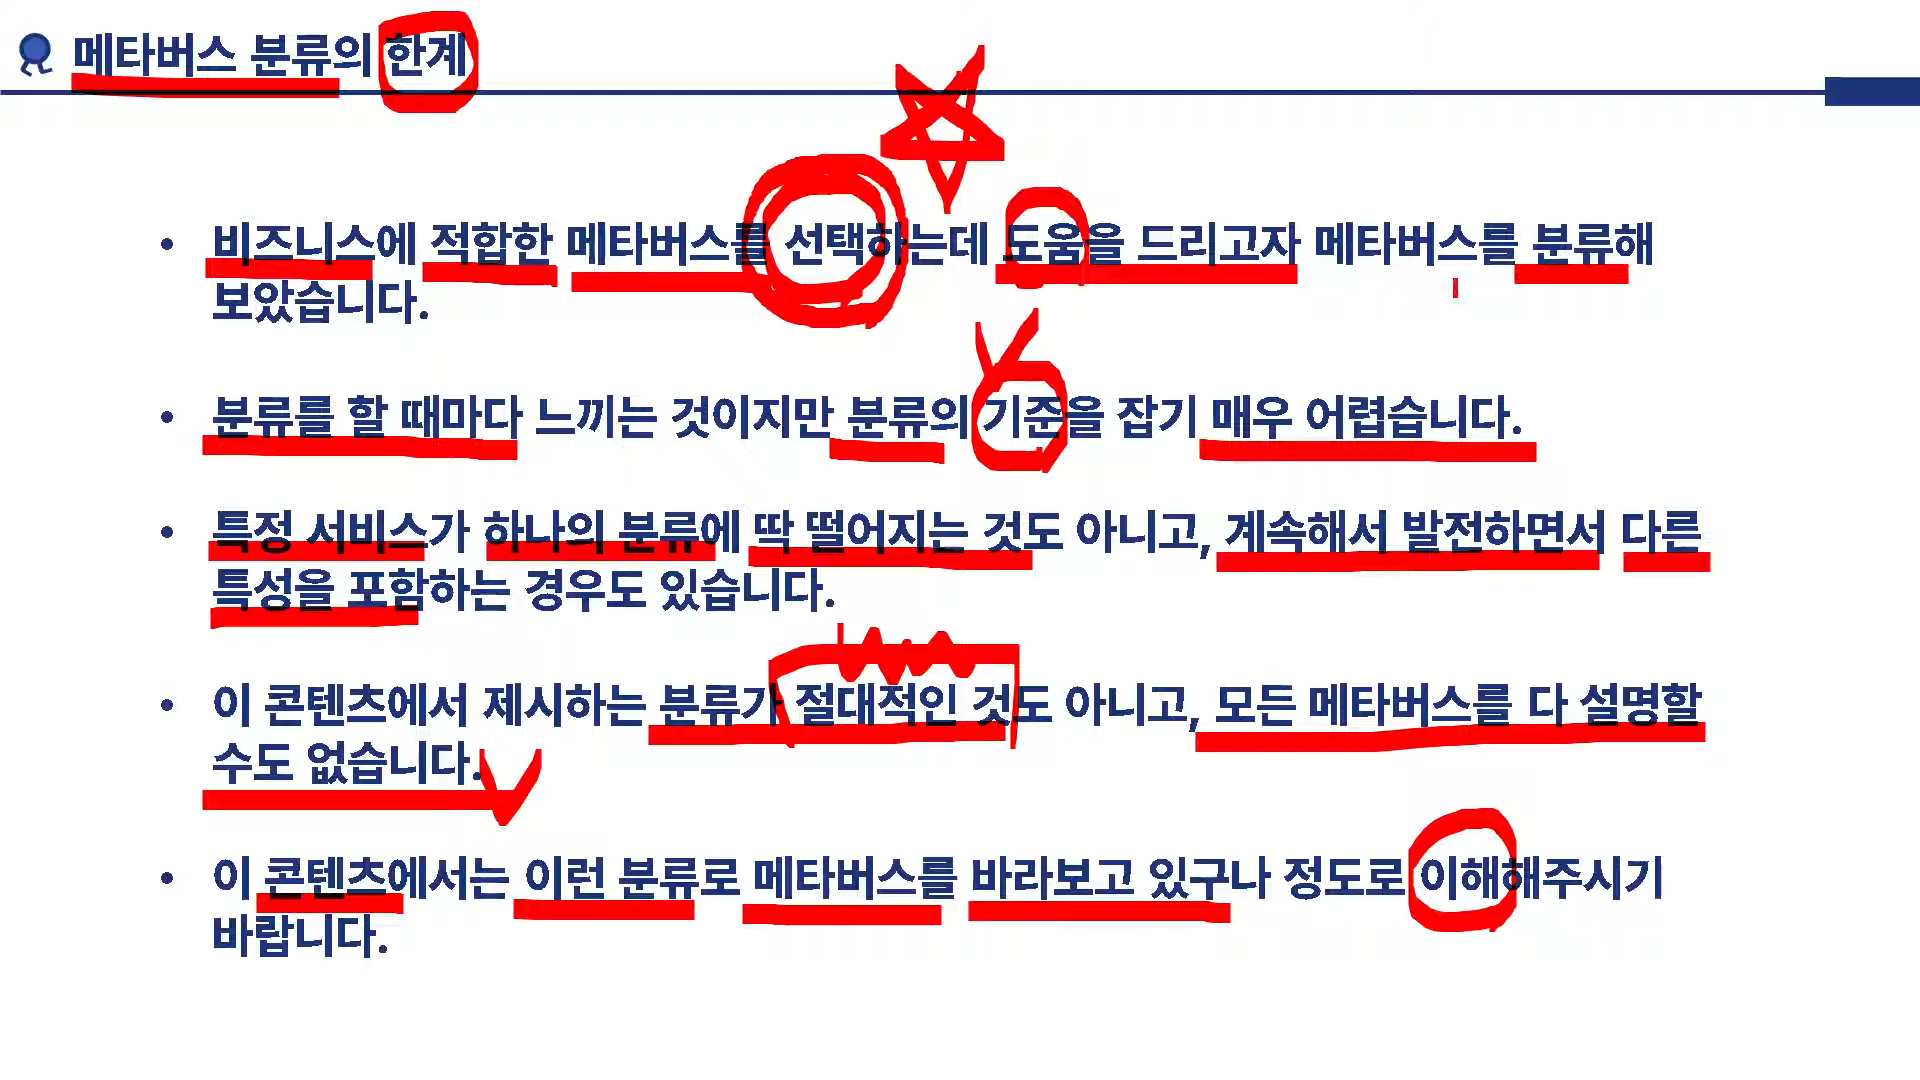 메타버스 분류의 한계
• 비즈니스에 적합한 메타버스를 선택하는데 도움을 드리고자 메타버스를 분류해
보았습니다.
• 분류를 할 때마다 느끼는 것이지만 분류의 기준을 잡기 매우 어렵습니다.
• 특정 서비스가 하나의 분류에 딱 떨어지는 것도 아니고, 계속해서 발전하면서 다른
특성을 포함하는 경우도 있습니다.
• 이 콘텐츠에서 제시하는 분류가 절대적인 것도 아니고, 모든 메타버스를 다 설명할
수도 없습니다.
• 이 콘텐츠에서는 이런 분류로 메타버스를 바라보고 있구나 정도로 이해해주시기
바랍니다.